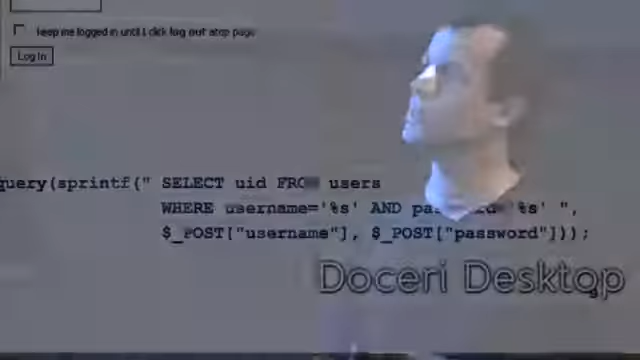 keep me logged in until I click log out atop page
Log In
query(sprintf(" SELECT uid FROM users
WHERE username='%s' AND password='%s' ",
$_POST["username"], $_POST["password"]));
Doceri Desktop